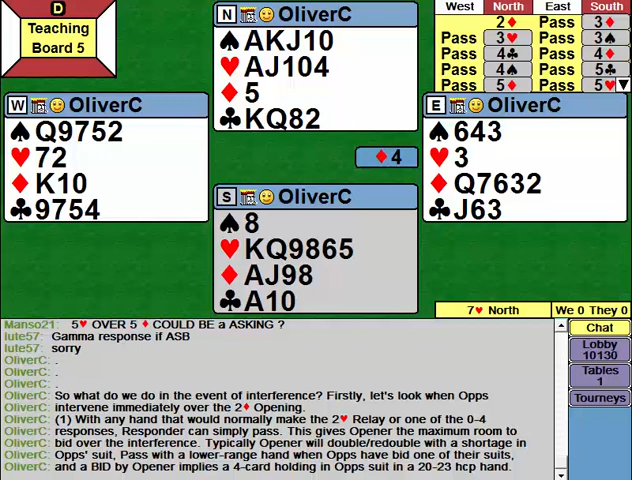 D
Teaching
Board 5
N OliverC
♠ AKJ10
♥ AJ104
♦ 5
♣ KQ82
West North East South
2♦ Pass 3♦
Pass 3♥ Pass 3♠
Pass 4♣ Pass 4♦
Pass 4♠ Pass 5♣
Pass 5♦ Pass 5♥
W OliverC
♠ Q9752
♥ 72
♦ K10
♣ 9754
♦ 4
E OliverC
♠ 643
♥ 3
♦ Q7632
♣ J63
S OliverC
♠ 8
♥ KQ9865
♦ AJ98
♣ A10
7♥ North We 0 They 0
Manso21: 5♥ OVER 5 ♦ COULD BE a ASKING ?
lute57: Gamma response if ASB
lute57: sorry
OliverC: .
OliverC: .
OliverC: .
OliverC: So what do we do in the event of interference? Firstly, let's look when Opps
OliverC: intervene immediately over the 2♦ Opening.
OliverC: (1) With any hand that would normally make the 2♥ Relay or one of the 0-4
OliverC: responses, Responder can simply pass. This gives Opener the maximum room to
OliverC: bid over the interference. Typically Opener will double/redouble with a shortage in
OliverC: Opps' suit, Pass with a lower-range hand when Opps have bid one of their suits,
OliverC: and a BID by Opener implies a 4-card holding in Opps suit in a 20-23 hcp hand.
Chat
Lobby
10130
Tables
1
Tourneys